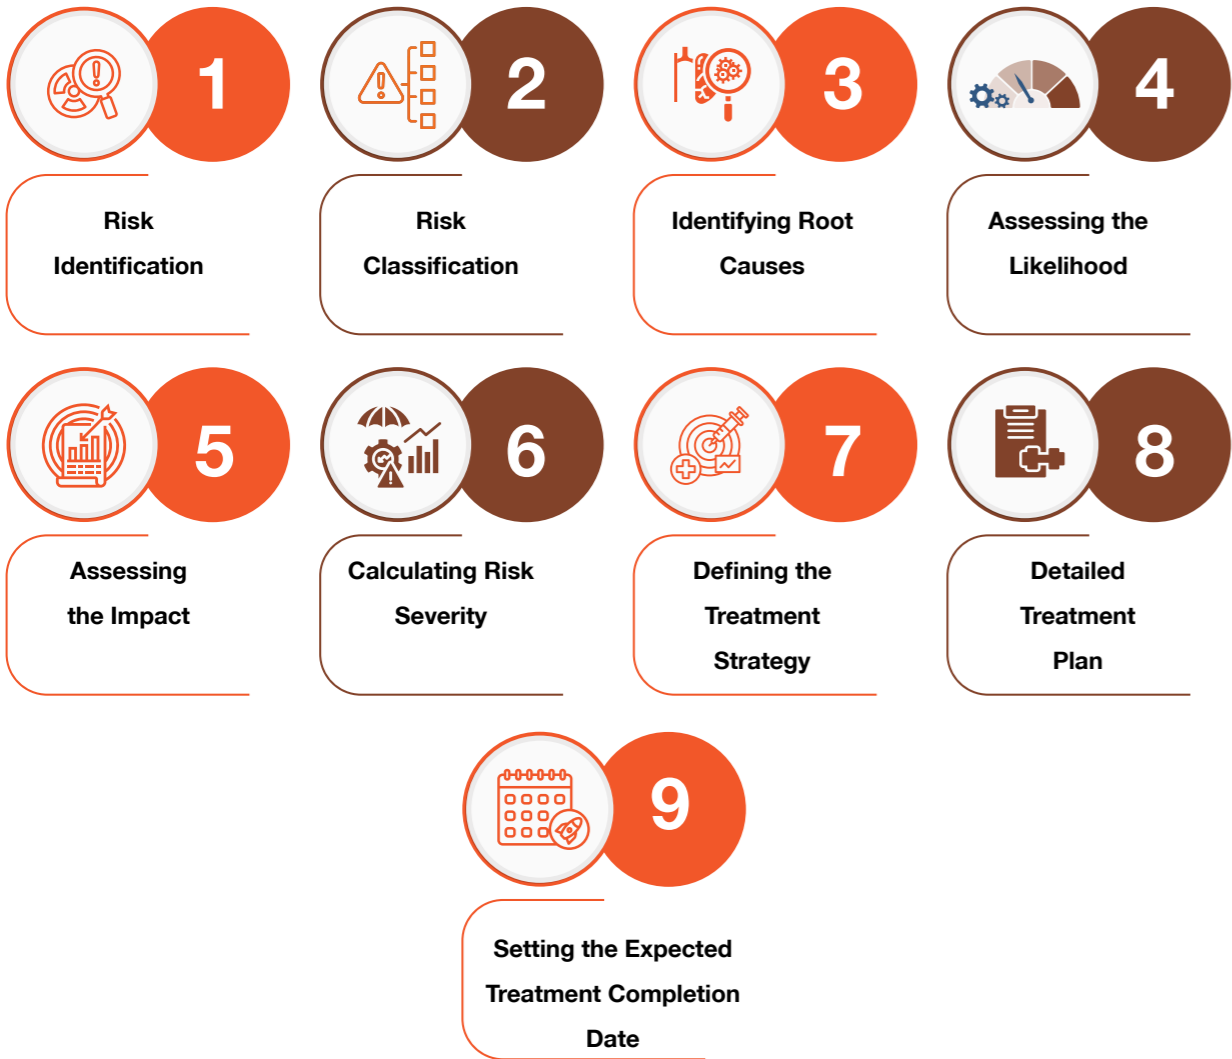 1
Risk
Identification
2
Risk
Classification
3
Identifying Root
Causes
4
Assessing the
Likelihood
5
Assessing
the Impact
6
Calculating Risk
Severity
7
Defining the
Treatment
Strategy
8
Detailed
Treatment
Plan
9
Setting the Expected
Treatment Completion
Date